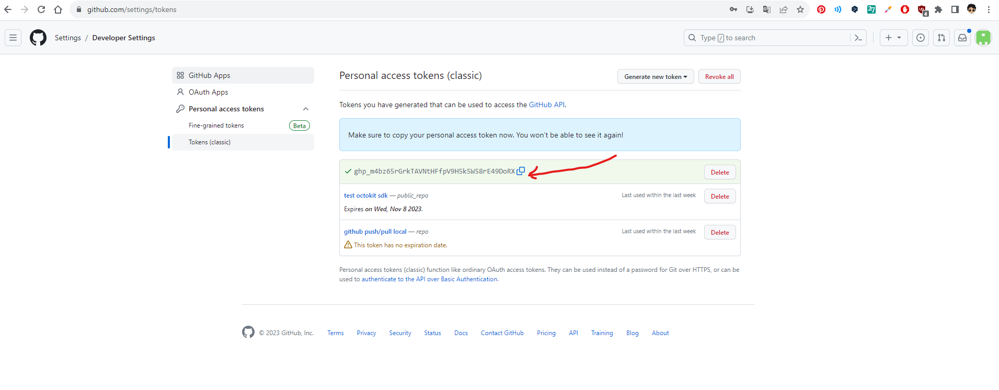 github.com/settings/tokens
4
27
Settings / Developer Settings
Type / to search
GitHub Apps
OAuth Apps
Personal access tokens
Fine-grained tokens
Beta
Tokens (classic)
Personal access tokens (classic)
Generate new token
Revoke all
Tokens you have generated that can be used to access the GitHub API.
Make sure to copy your personal access token now. You won't be able to see it again!
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
Delete
test octokit sdk — public_repo
Last used within the last week
Delete
Expires on Wed, Nov 8 2023.
github push/pull local — repo
Last used within the last week
Delete
This token has no expiration date.
Personal access tokens (classic) function like ordinary OAuth access tokens. They can be used instead of a password for Git over HTTPS, or can be
used to authenticate to the API over Basic Authentication.
© 2023 GitHub, Inc.
Terms
Privacy
Security
Status
Docs
Contact GitHub
Pricing
API
Training
Blog
About